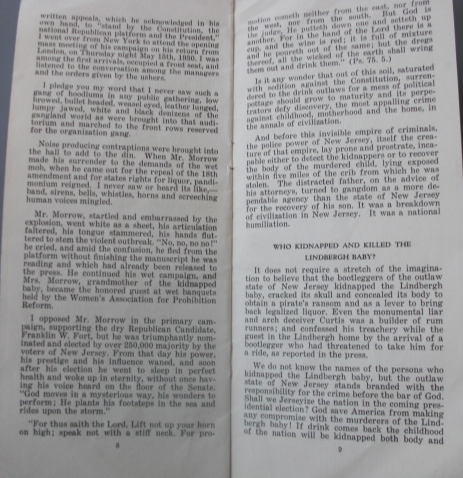 written appeals, which he acknowledged in his
own hand, to "stand by the Constitution, the
national Republican platform and the President,"
I went over from New York to attend the opening
mass meeting of his campaign on his return from
London, on Thursday night May 15th, 1930. I was
among the first arrivals, occupied a front seat, and
listened to the conversation among the managers
and the orders given by the ushers.
I pledge you my word that I never saw such a
gang of hoodlums in any public gathering, low
browed, bullet headed, weasel eyed, leather lunged,
lumpy jawed, white and black denizens of the
gangland world as were brought into that audi-
torium and marched to the front rows reserved
for the organisation gang.
Noise producing contraptions were brought into
the hall to add to the din. When Mr. Morrow
made his surrender to the demands of the wet
mob, when he came out for the repeal of the 18th
amendment and for states rights for liquor, pandi-
monium reigned. I never saw or heard its like,—
band, sirens, bells, whistles, horns and screeching
human voices mingled.
Mr. Morrow, startled and embarrassed by the
explosion, went white as a sheet, his articulation
faltered, his tongue stammered, his hands flut-
tered to stem the violent outbreak. "No, no, no no!"
he cried, and amid the confusion, he fled from the
platform without finishing the manuscript he was
reading and which had already been released to
the press. He continued his wet campaign, and
Mrs. Morrow, grandmother of the kidnapped
baby, became the honored guest at wet banquets
held by the Women's Association for Prohibition
Reform.
I opposed Mr. Morrow in the primary cam-
paign, supporting the dry Republican Candidate,
Franklin W. Fort, but he was triumphantly nom-
inated and elected by over 250,000 majority by the
voters of New Jersey. From that day his power,
his prestige and his influence waned, and soon
after his election he went to sleep in perfect
health and woke up in eternity, without once hav-
ing his voice heard on the floor of the Senate.
"God moves in a mysterious way, his wonders to
perform; He plants his footsteps in the sea and
rides upon the storm."
"For thus saith the Lord, Lift not up your horn
on high; speak not with a stiff neck. For pro-
8
motion cometh neither from the east, nor from
the west, nor from the south. But God is
the judge, He putteth down one and setteth up
another. For in the hand of the Lord there is a
cup, and the wine is red; it is full of mixture
and he poureth out of the same; but the dregs
thereof, all the wicked of the earth shall wring
them out and drink them." (Ps. 75. 5.)
Is it any wonder that out of this soil, saturated
with sedition against the Constitution, surren-
dered to the drink outlaws for a mess of political
pottage should grow to maturity and its perpe-
trators defy discovery, the most appalling crime
against childhood, motherhood and the home, in
the annals of civilization.
And before this invisible empire of criminals,
the police power of New Jersey, itself the crea-
ture of that empire, lay prone and prostrate, inca-
pable either to detect the kidnappers or to recover
the body of the murdered child, lying exposed
within five miles of the crib from which he was
stolen. The distracted father, on the advice of
his attorneys, turned to gangdom as a more de-
pendable agency than the state of New Jersey
for the recovery of his son. It was a breakdown
of civilization in New Jersey. It was a national
humiliation.
WHO KIDNAPPED AND KILLED THE
LINDBERGH BABY?
It does not require a stretch of the imagina-
tion to believe that the bootleggers of the outlaw
state of New Jersey kidnapped the Lindbergh
baby, cracked its skull and concealed its body to
obtain a pirate's ransom and as a lever to bring
back legalized liquor. Even the monumental liar
and arch deceiver Curtis was a builder of rum
runners; and confessed his treachery while the
guest in the Lindbergh home by the arrival of a
bootlegger who had threatened to take him for
a ride, as reported in the press.
We do not know the names of the persons who
kidnapped the Lindbergh baby, but the outlaw
state of New Jersey stands branded with the
responsibility for the crime before the bar of God.
Shall we Jerseyize the nation in the coming pres-
idential election? God save America from making
any compromise with the murderers of the Lind-
bergh baby! If drink comes back the childhood
of the nation will be kidnapped both body and
9